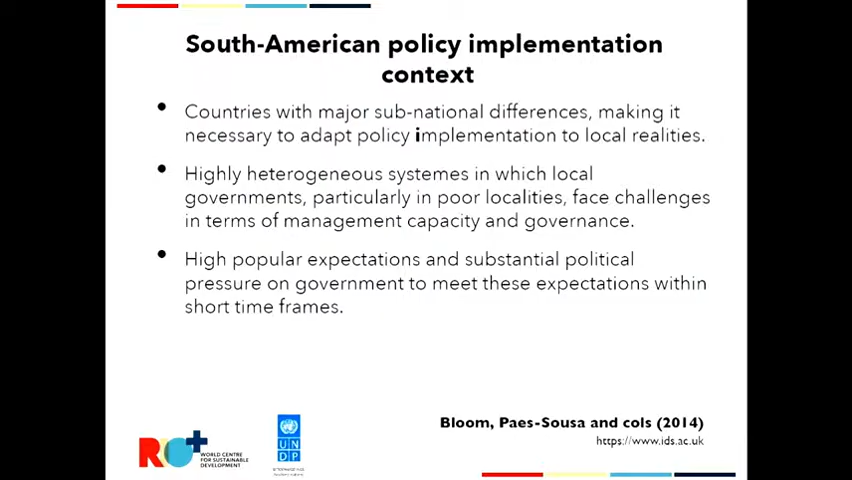 South-American policy implementation
context
• Countries with major sub-national differences, making it
necessary to adapt policy implementation to local realities.
• Highly heterogeneous systemes in which local
governments, particularly in poor localities, face challenges
in terms of management capacity and governance.
• High popular expectations and substantial political
pressure on government to meet these expectations within
short time frames.
Bloom, Paes-Sousa and cols (2014)
https://www.ids.ac.uk
RIO+
WORLD CENTRE
FOR SUSTAINABLE
DEVELOPMENT
UN
DP